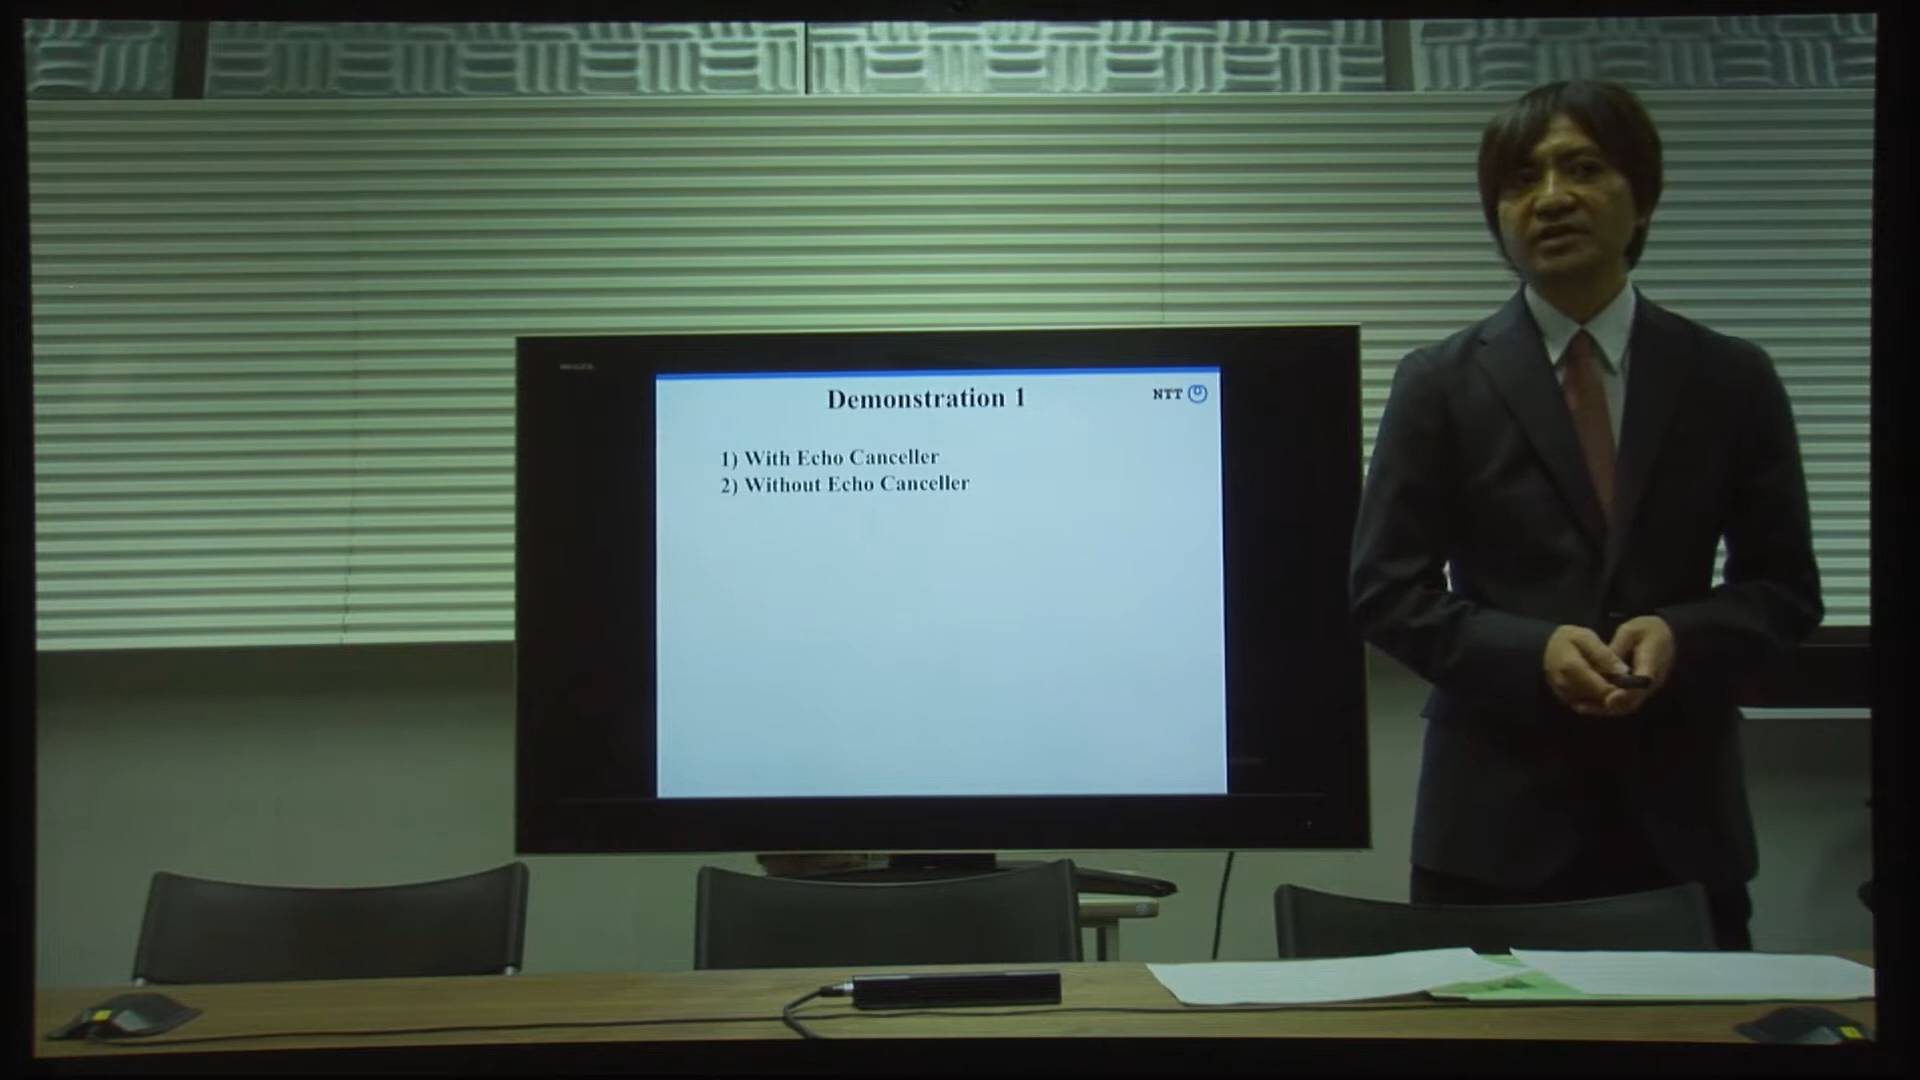 Demonstration 1
NTT
1) With Echo Canceller
2) Without Echo Canceller